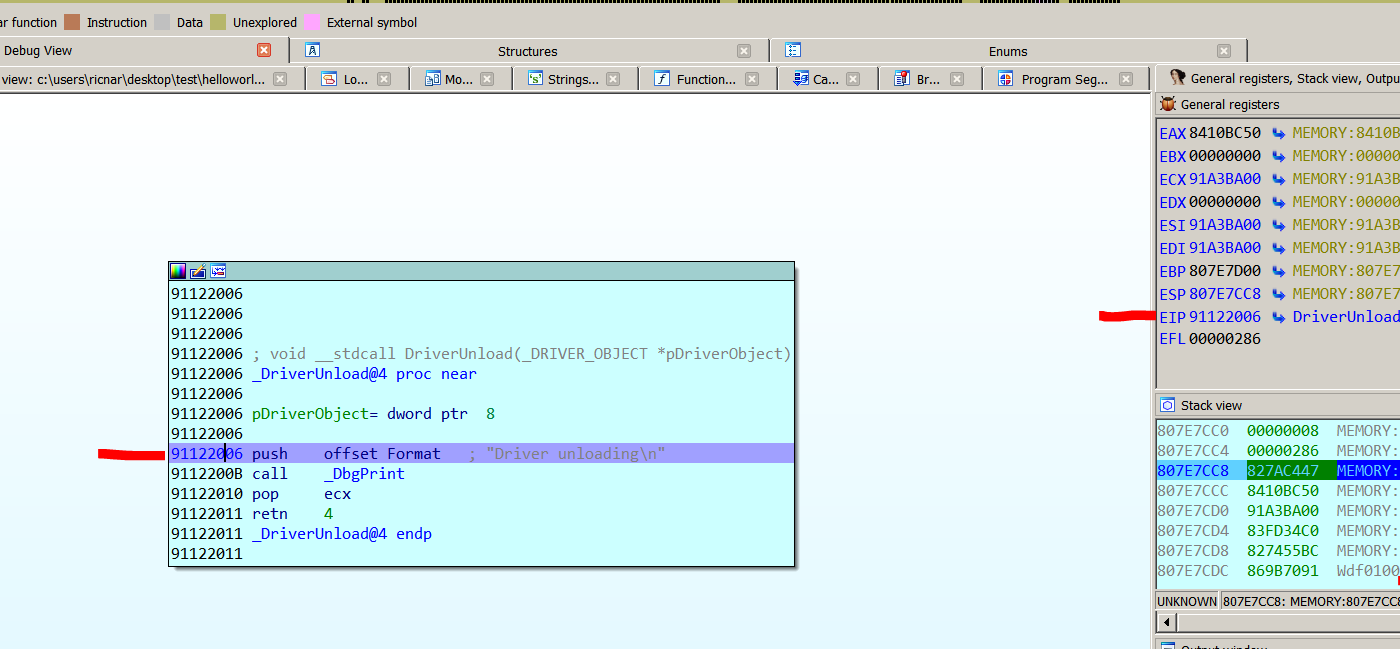 ar function Instruction Data Unexplored External symbol
Debug View Structures Enums
view: c:\users\ricnar\desktop\test\helloworl... Lo... Mo... Strings... Function... Ca... Br... Program Seg... General registers, Stack view, Outpu
General registers
EAX 8410BC50 MEMORY:8410B
EBX 00000000 MEMORY:00000
ECX 91A3BA00 MEMORY:91A3B
EDX 00000000 MEMORY:00000
ESI 91A3BA00 MEMORY:91A3B
EDI 91A3BA00 MEMORY:91A3B
EBP 807E7D00 MEMORY:807E7
ESP 807E7CC8 MEMORY:807E7
EIP 91122006 DriverUnload
EFL 00000286
91122006
91122006
91122006
91122006 ; void __stdcall DriverUnload(_DRIVER_OBJECT *pDriverObject)
91122006 _DriverUnload@4 proc near
91122006
91122006 pDriverObject= dword ptr  8
91122006
91122006 push    offset Format   ; "Driver unloading\n"
9112200B call    _DbgPrint
91122010 pop     ecx
91122011 retn    4
91122011 _DriverUnload@4 endp
91122011
Stack view
807E7CC0 00000008 MEMORY:
807E7CC4 00000286 MEMORY:
807E7CC8 827AC447 MEMORY:
807E7CCC 8410BC50 MEMORY:
807E7CD0 91A3BA00 MEMORY:
807E7CD4 83FD34C0 MEMORY:
807E7CD8 827455BC MEMORY:
807E7CDC 869B7091 Wdf0100
UNKNOWN 807E7CC8: MEMORY:807E7CC8
Output window